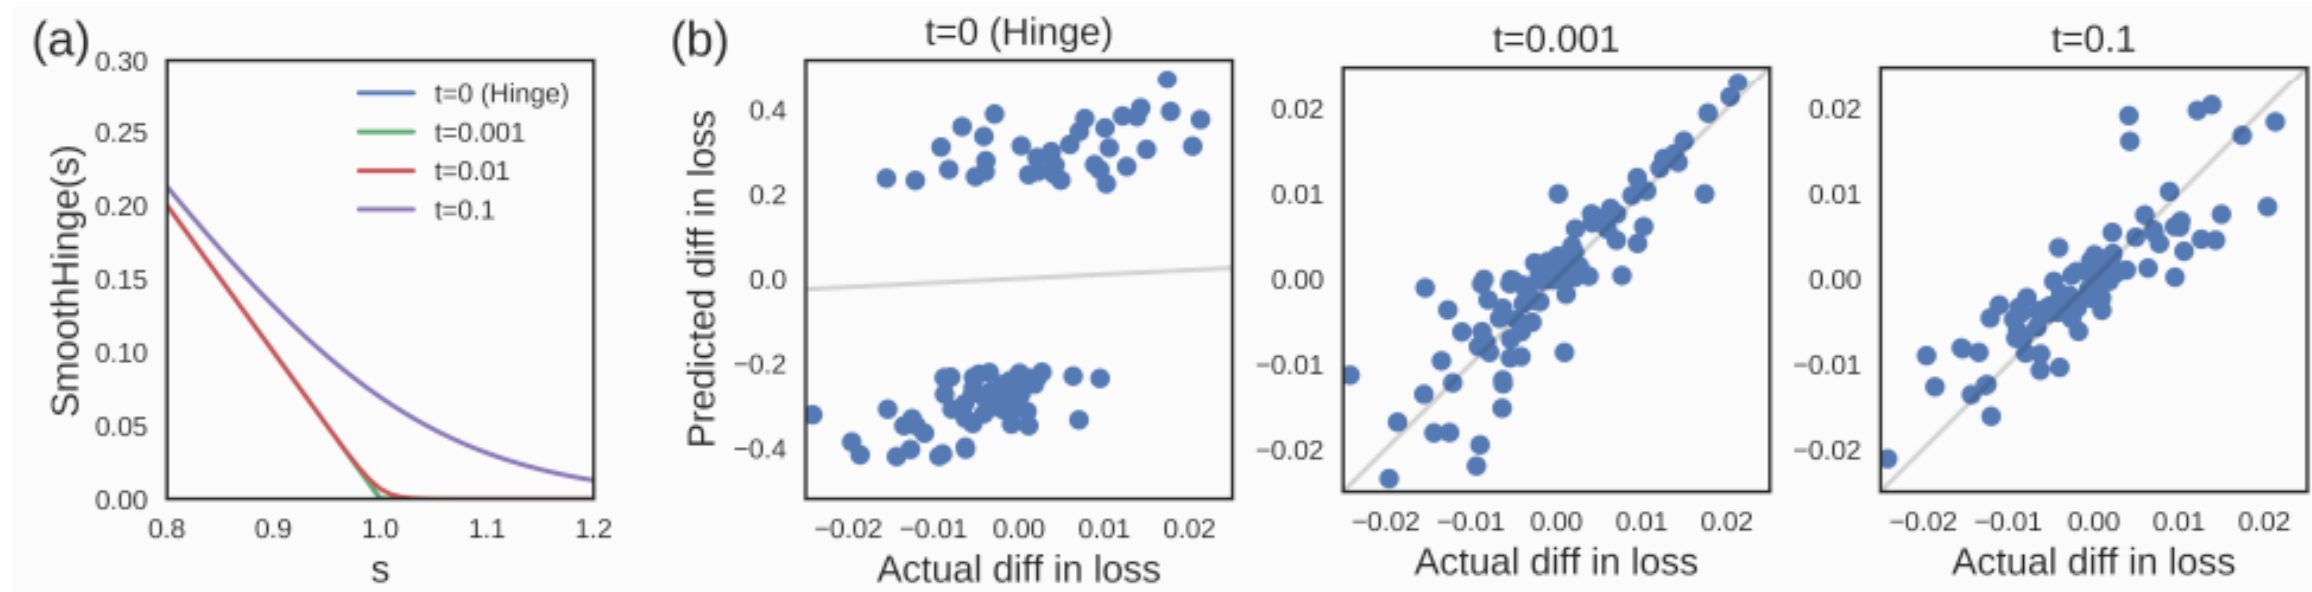 (a)
0.30
0.25
0.20
0.15
0.10
0.05
0.00
SmoothHinge(s)
t=0 (Hinge)
t=0.001
t=0.01
t=0.1
0.8 0.9 1.0 1.1 1.2
s
(b)
t=0 (Hinge)
Predicted diff in loss
0.4
0.2
0.0
−0.2
−0.4
−0.02 −0.01 0.00 0.01 0.02
Actual diff in loss
t=0.001
0.02
0.01
0.00
−0.01
−0.02
−0.02 −0.01 0.00 0.01 0.02
Actual diff in loss
t=0.1
0.02
0.01
0.00
−0.01
−0.02
−0.02 −0.01 0.00 0.01 0.02
Actual diff in loss